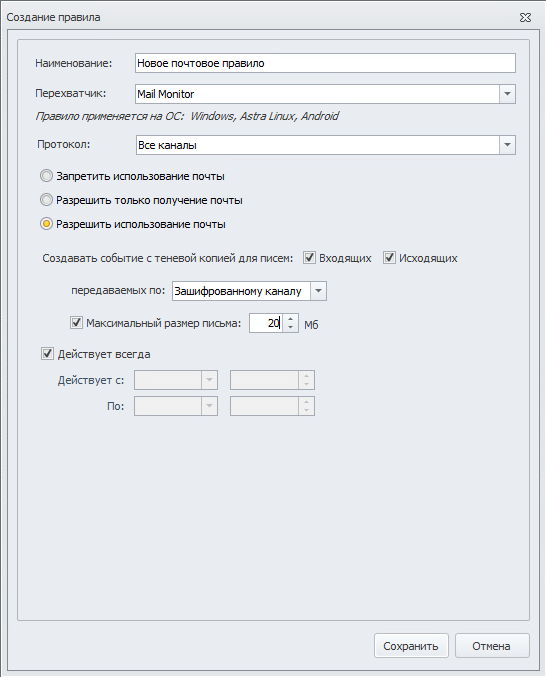 Создание правила
Наименование: Новое почтовое правило
Перехватчик: Mail Monitor
Правило применяется на ОС: Windows, Astra Linux, Android
Протокол: Все каналы
Запретить использование почты
Разрешить только получение почты
Разрешить использование почты
Создавать событие с теневой копией для писем: Входящих Исходящих
передаваемых по: Зашифрованному каналу
Максимальный размер письма: 20 Мб
Действует всегда
Действует с:
По:
Сохранить Отмена